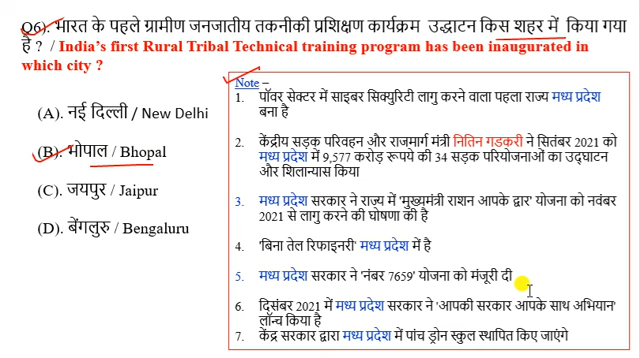 Q6). भारत के पहले ग्रामीण जनजातीय तकनीकी प्रशिक्षण कार्यक्रम उद्घाटन किस शहर में किया गया
है ? / India's first Rural Tribal Technical training program has been inaugurated in
which city ?
(A). नई दिल्ली / New Delhi
(B). भोपाल / Bhopal
(C). जयपुर / Jaipur
(D). बेंगलुरु / Bengaluru
Note –
1. पॉवर सेक्टर में साइबर सिक्युरिटी लागु करने वाला पहला राज्य मध्य प्रदेश
बना है
2. केंद्रीय सड़क परिवहन और राजमार्ग मंत्री नितिन गडकरी ने सितंबर 2021 को
मध्य प्रदेश में 9,577 करोड़ रूपये की 34 सड़क परियोजनाओं का उद्घाटन
और शिलान्यास किया
3. मध्य प्रदेश सरकार ने राज्य में 'मुख्यमंत्री राशन आपके द्वार' योजना को नवंबर
2021 से लागु करने की घोषणा की है
4. 'बिना तेल रिफाइनरी' मध्य प्रदेश में है
5. मध्य प्रदेश सरकार ने 'नंबर 7659' योजना को मंजूरी दी
6. दिसंबर 2021 में मध्य प्रदेश सरकार ने 'आपकी सरकार आपके साथ अभियान'
लॉन्च किया है
7. केंद्र सरकार द्वारा मध्य प्रदेश में पांच ड्रोन स्कुल स्थापित किए जाएंगे